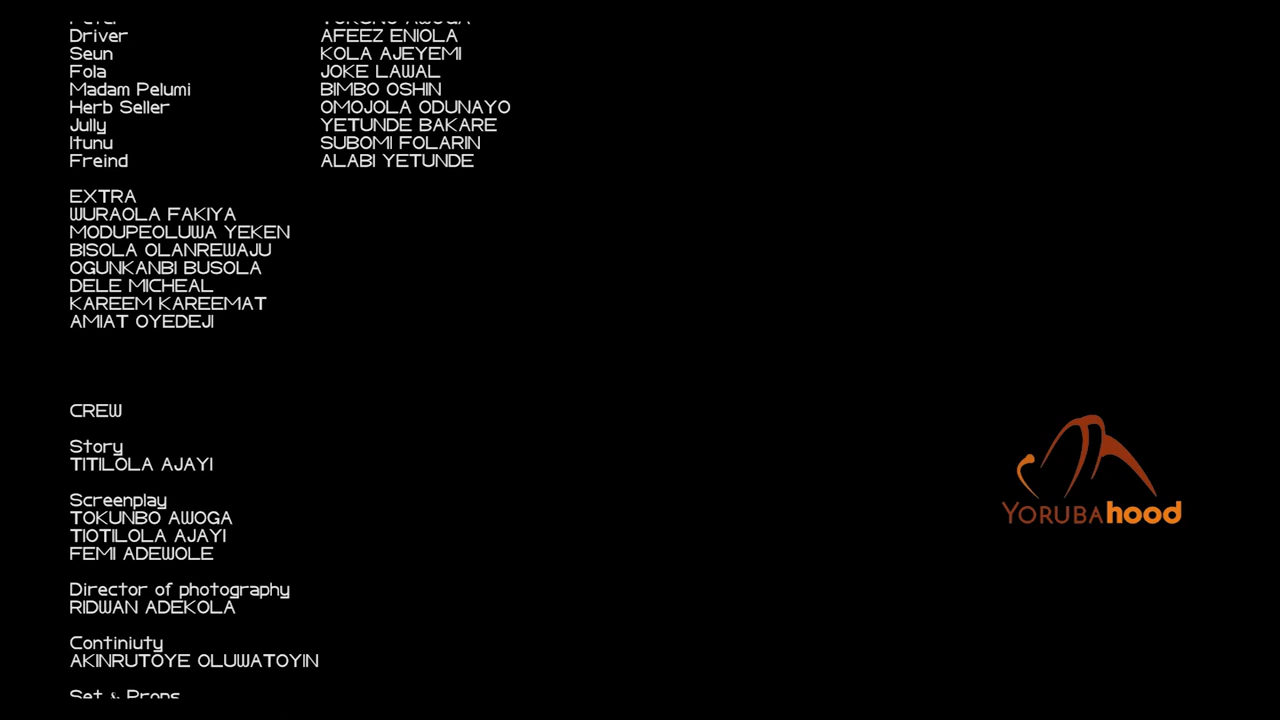 Driver AFEEZ ENIOLA
Seun KOLA AJEYEMI
Fola JOKE LAWAL
Madam Pelumi BIMBO OSHIN
Herb Seller OMOJOLA ODUNAYO
Jully YETUNDE BAKARE
Itunu SUBOMI FOLARIN
Freind ALABI YETUNDE
EXTRA
WURAOLA FAKIYA
MODUPEOLUWA YEKEN
BISOLA OLANREWAJU
OGUNKANBI BUSOLA
DELE MICHEAL
KAREEM KAREEMAT
AMIAT OYEDEJI
CREW
Story
TITILOLA AJAYI
Screenplay
TOKUNBO AWOGA
TIOTILOLA AJAYI
FEMI ADEWOLE
Director of photography
RIDWAN ADEKOLA
Continiuty
AKINRUTOYE OLUWATOYIN
Set & Props
YORUBAhood